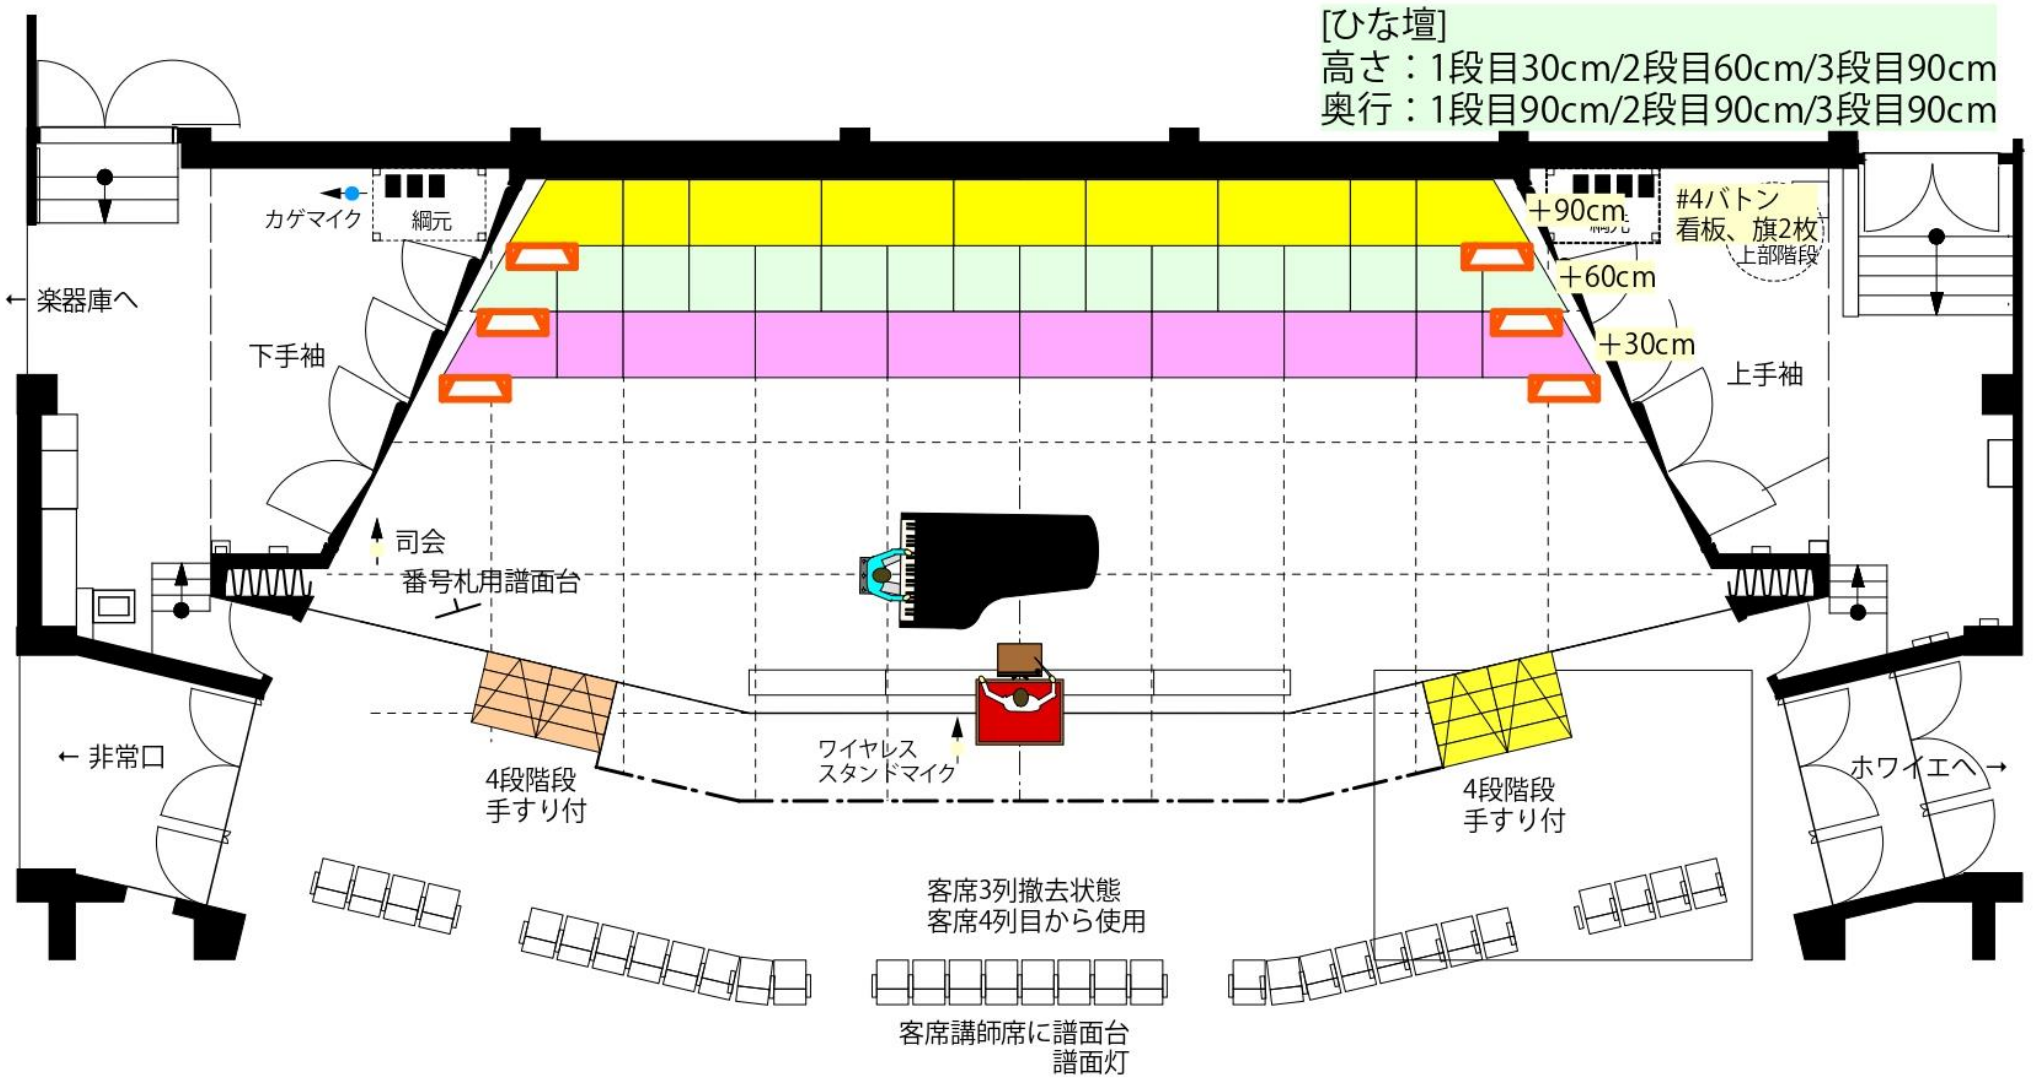 [ひな壇]
高さ：1段目30cm/2段目60cm/3段目90cm
奥行：1段目90cm/2段目90cm/3段目90cm
カゲマイク
綱元
＋90cm
綱元
#4バトン
看板、旗2枚
上部階段
＋60cm
← 楽器庫へ
下手袖
＋30cm
上手袖
司会
番号札用譜面台
← 非常口
ワイヤレス
スタンドマイク
ホワイエへ →
4段階段
手すり付
4段階段
手すり付
客席3列撤去状態
客席4列目から使用
客席講師席に譜面台
譜面灯